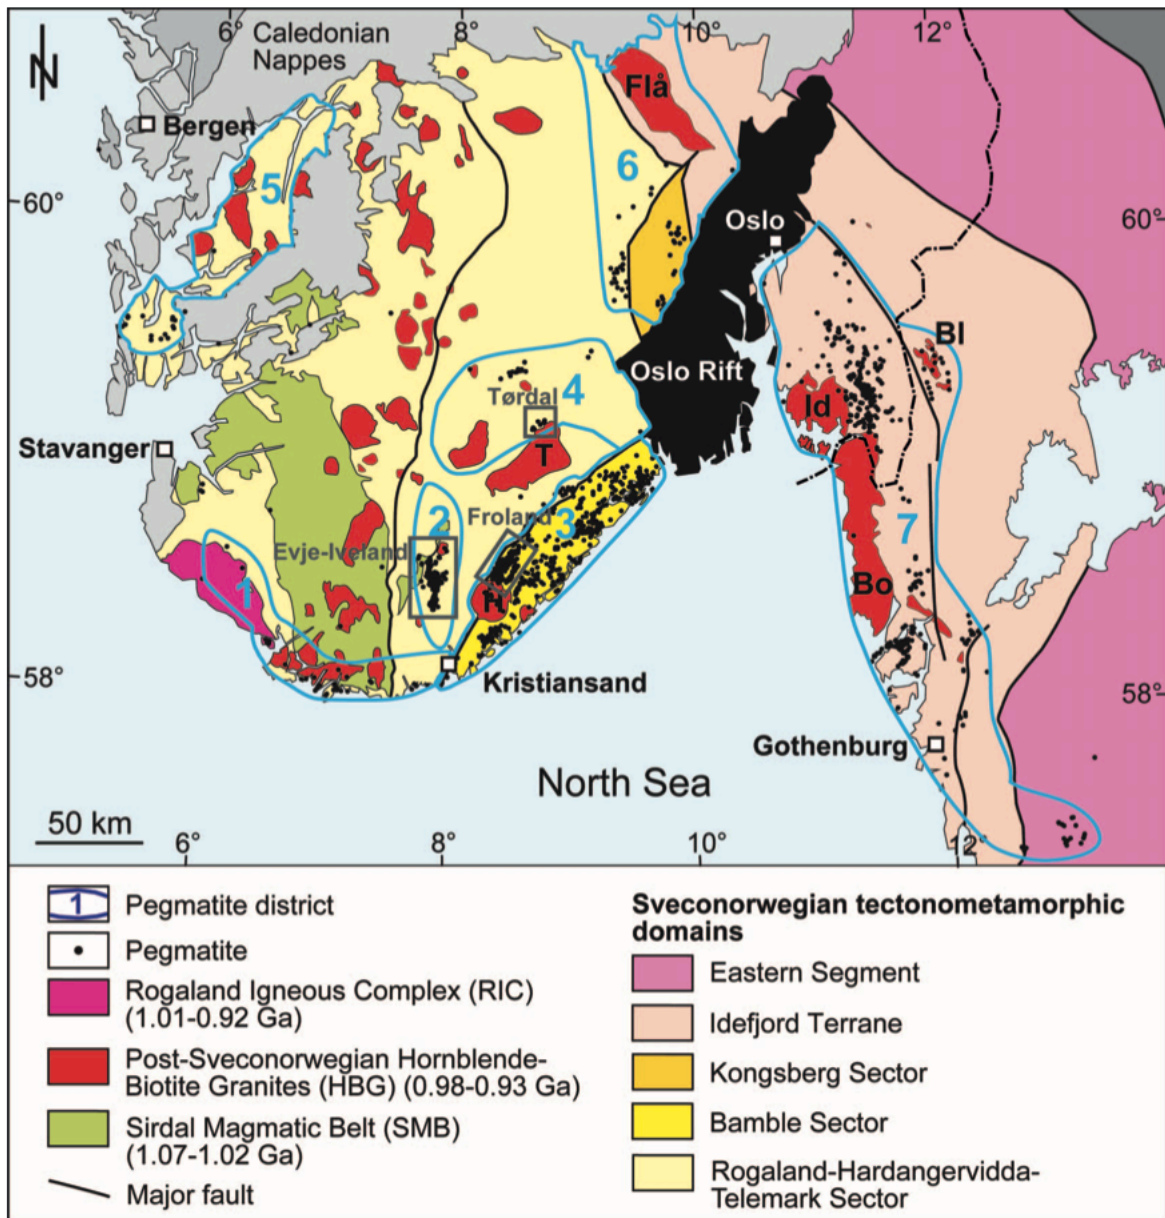 6°
8°
10°
12°
N
Caledonian
Nappes
Flå
Bergen
6
5
60°
60°
Oslo
Bl
Oslo Rift
Tørdal
4
Id
Stavanger
T
2
Froland
3
7
Evje-Iveland
1
H
Bo
58°
Kristiansand
58°
Gothenburg
North Sea
50 km
6°
8°
10°
12°
1 Pegmatite district
Pegmatite
Rogaland Igneous Complex (RIC)
(1.01-0.92 Ga)
Post-Sveconorwegian Hornblende-
Biotite Granites (HBG) (0.98-0.93 Ga)
Sirdal Magmatic Belt (SMB)
(1.07-1.02 Ga)
Major fault
Sveconorwegian tectonometamorphic
domains
Eastern Segment
Idefjord Terrane
Kongsberg Sector
Bamble Sector
Rogaland-Hardangervidda-
Telemark Sector